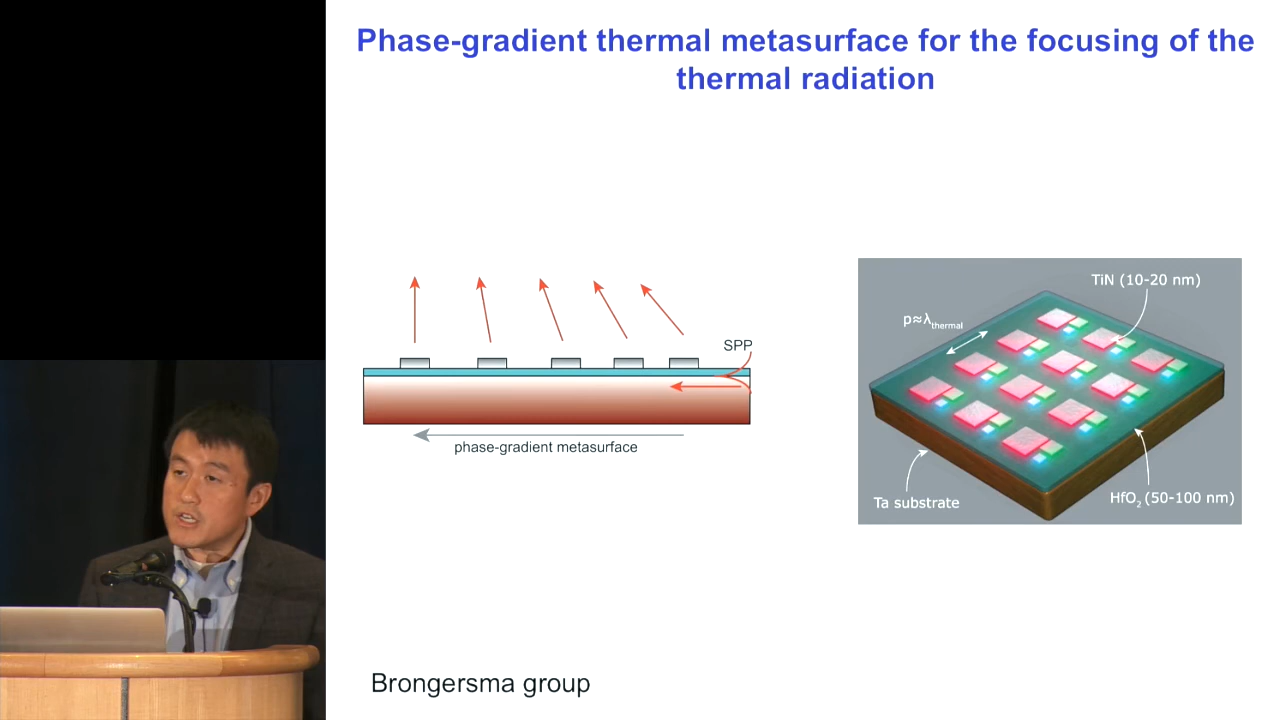 Phase-gradient thermal metasurface for the focusing of the
thermal radiation
SPP
phase-gradient metasurface
TiN (10-20 nm)
p≈λthermal
Ta substrate
HfO2 (50-100 nm)
Brongersma group